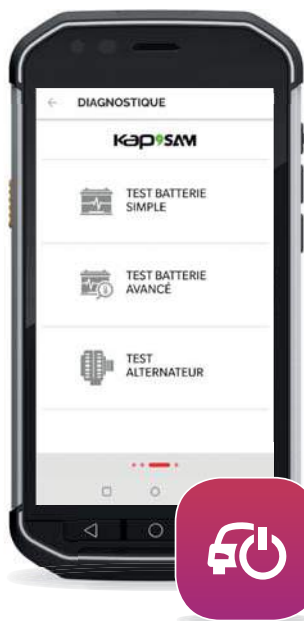 DIAGNOSTIQUE
KapSAM
TEST BATTERIE
SIMPLE
TEST BATTERIE
AVANCÉ
TEST
ALTERNATEUR